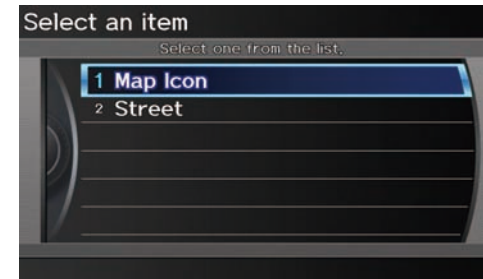 Select an item
Select one from the list.
1 Map Icon
2 Street